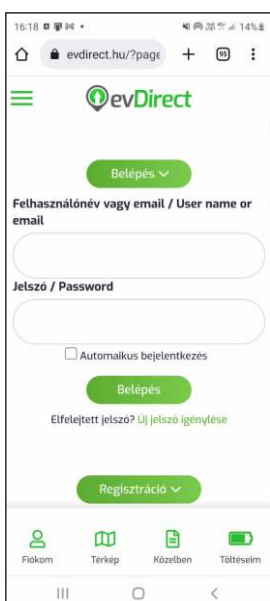 16:18
14%
evdirect.hu/?page
95
evDirect
Belépés
Felhasználónév vagy email / User name or
email
Jelszó / Password
Automaikus bejelentkezés
Belépés
Elfelejtett jelszó? Új jelszó igénylése
Regisztráció
Fiókom
Térkép
Közelben
Töltéseim